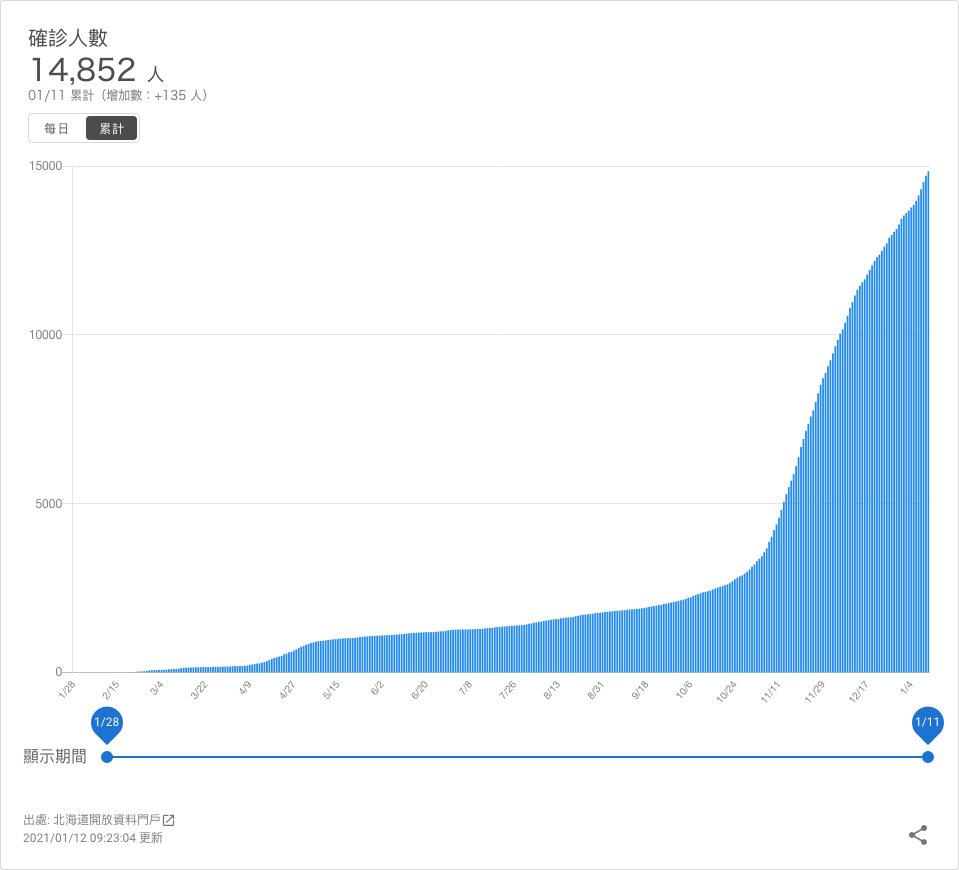 確診人數
14,852 人
01/11 累計（增加數：+135 人）
每日 累計
15000
10000
5000
0
1/28 2/15 3/4 3/22 4/9 4/27 5/15 6/2 6/20 7/8 7/26 8/13 8/31 9/18 10/6 10/24 11/11 11/29 12/17 1/4
1/28 1/11
顯示期間
出處: 北海道開放資料門戶
2021/01/12 09:23:04 更新